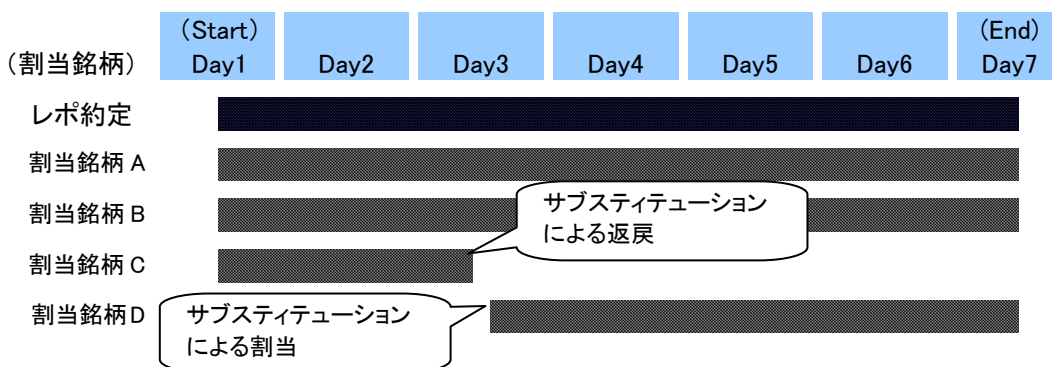 (Start) (End)
(割当銘柄) Day1 Day2 Day3 Day4 Day5 Day6 Day7
レポ約定
割当銘柄 A
割当銘柄 B
サブスティテューション
による返戻
割当銘柄 C
割当銘柄D
サブスティテューション
による割当